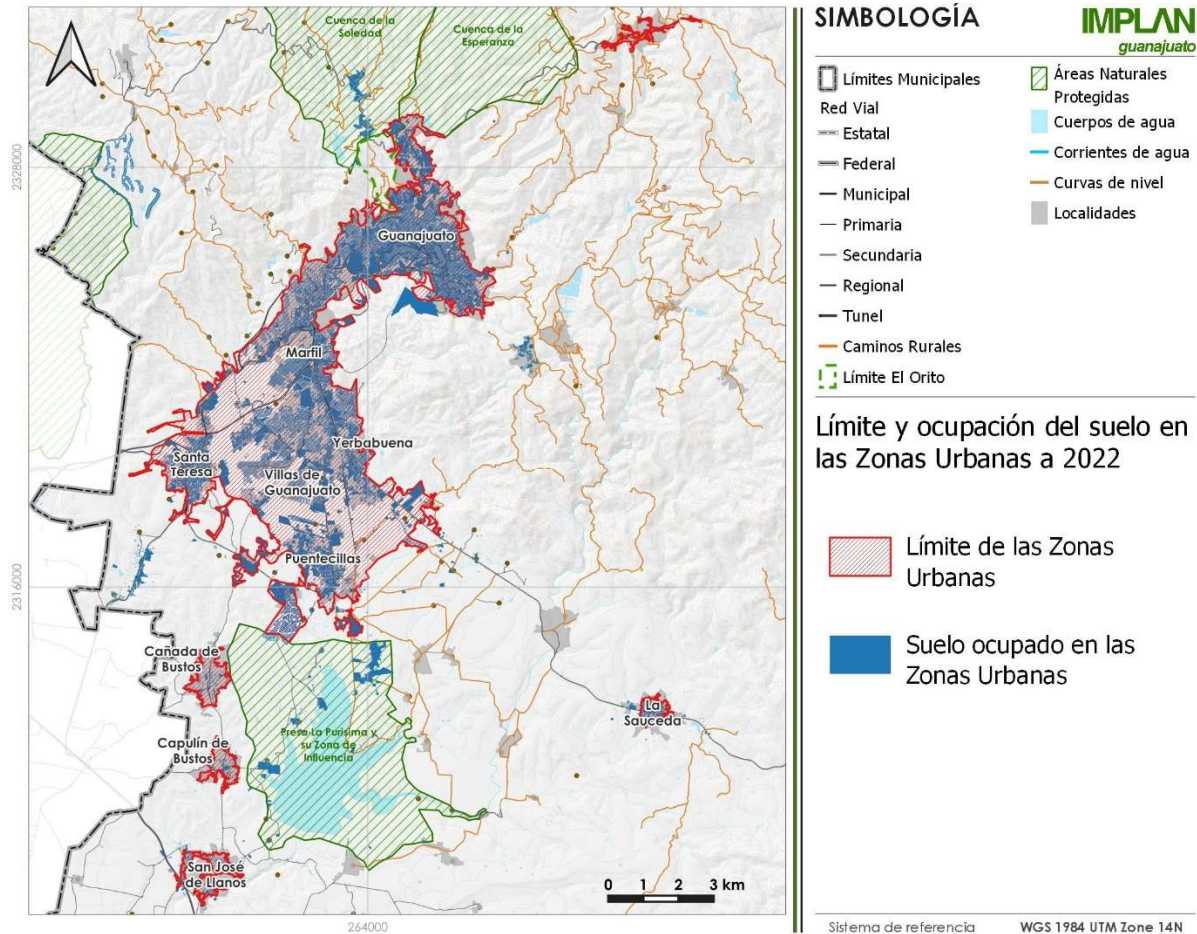 Cuenca de la
Soledad
Cuenca de la
Esperanza
2328000
Guanajuato
Marfil
Yerbabuena
Santa
Teresa
Villas de
Guanajuato
Puentecillas
2316000
Cañada de
Bustos
La
Sauceda
Presa La Purísima y
su Zona de
Influencia
Capulín de
Bustos
San José
de Llanos
0 1 2 3 km
264000
SIMBOLOGÍA
IMPLAN
guanajuato
Límites Municipales
Red Vial
Estatal
Federal
Municipal
Primaria
Secundaria
Regional
Tunel
Caminos Rurales
Límite El Orito
Áreas Naturales
Protegidas
Cuerpos de agua
Corrientes de agua
Curvas de nivel
Localidades
Límite y ocupación del suelo en
las Zonas Urbanas a 2022
Límite de las Zonas
Urbanas
Suelo ocupado en las
Zonas Urbanas
Sistema de referencia WGS 1984 UTM Zone 14N